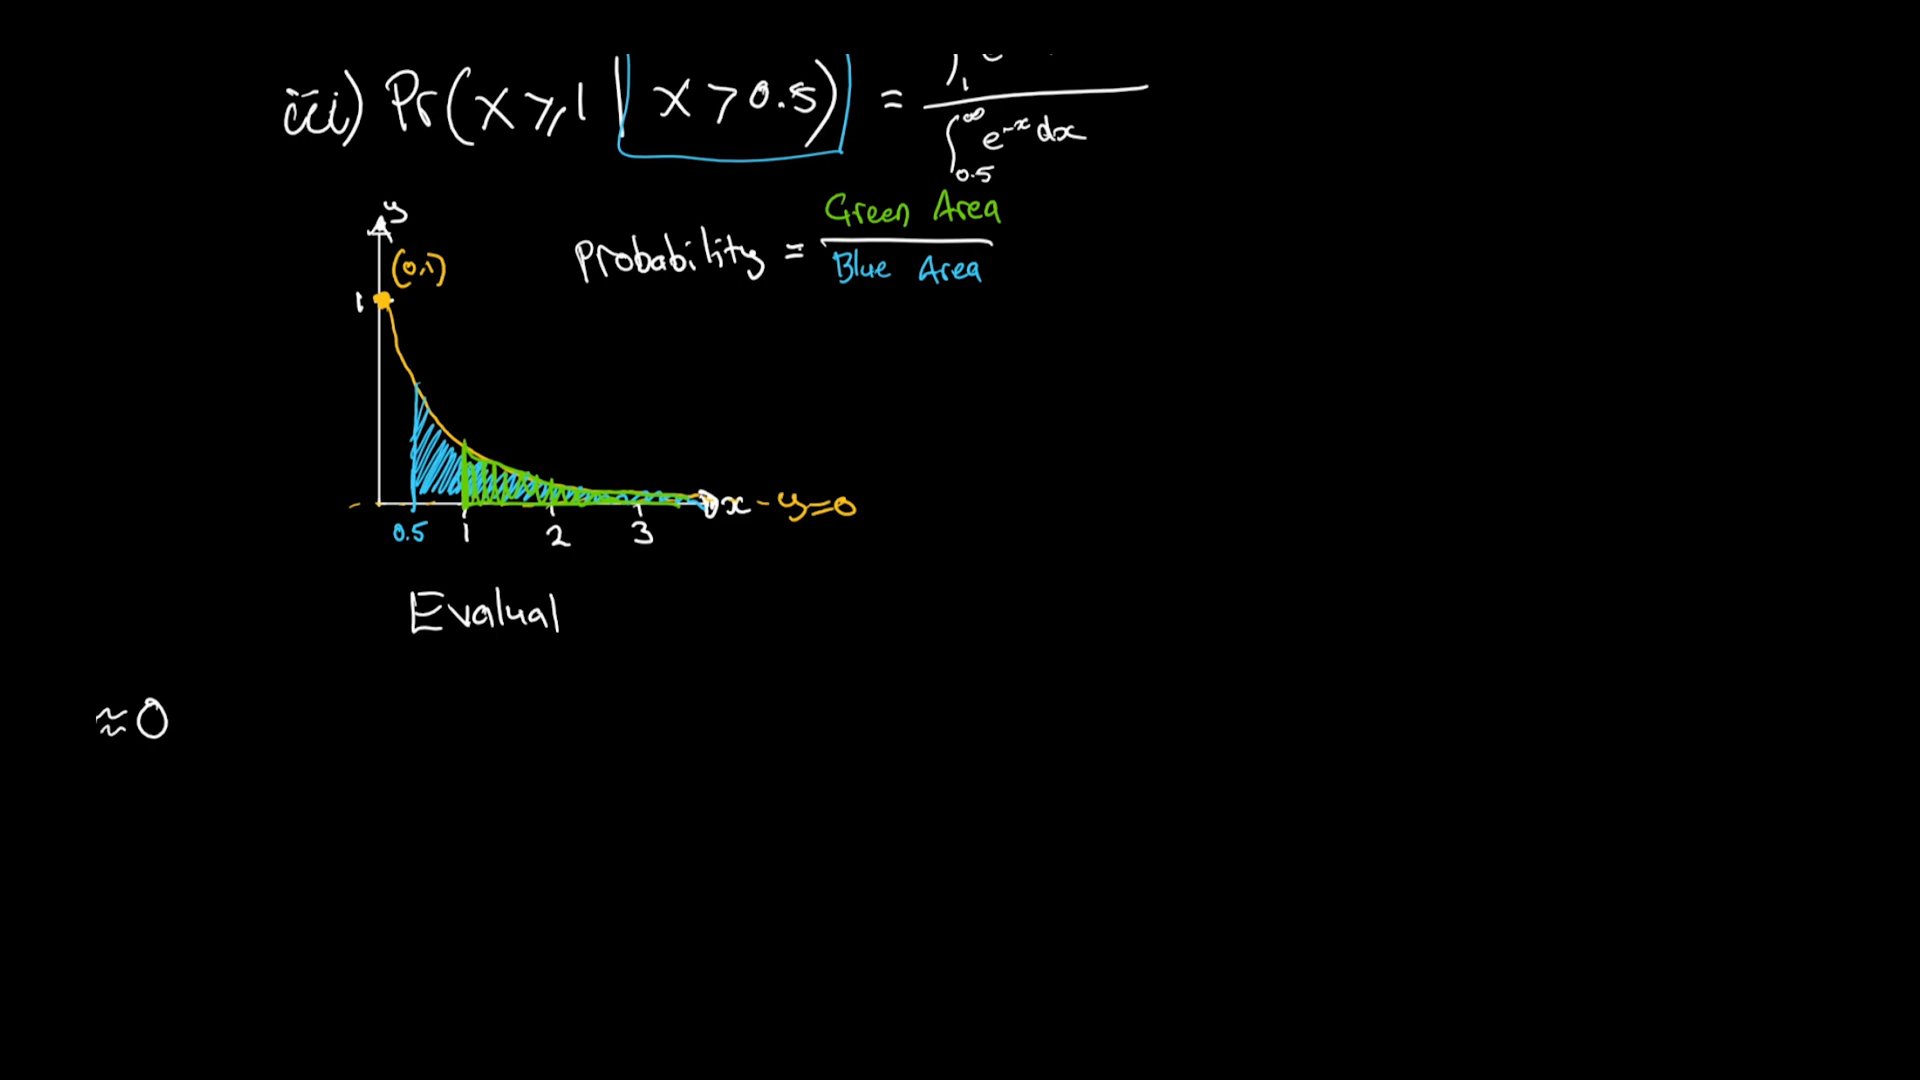 iii) Pr(X ≥ 1 | X > 0.5) = ∫₁ / ∫_{0.5}^{∞} e^{-x} dx
Probability = Green Area / Blue Area
y
(0,1)
1
x - y=0
0.5 1 2 3
Evalual
≈ 0